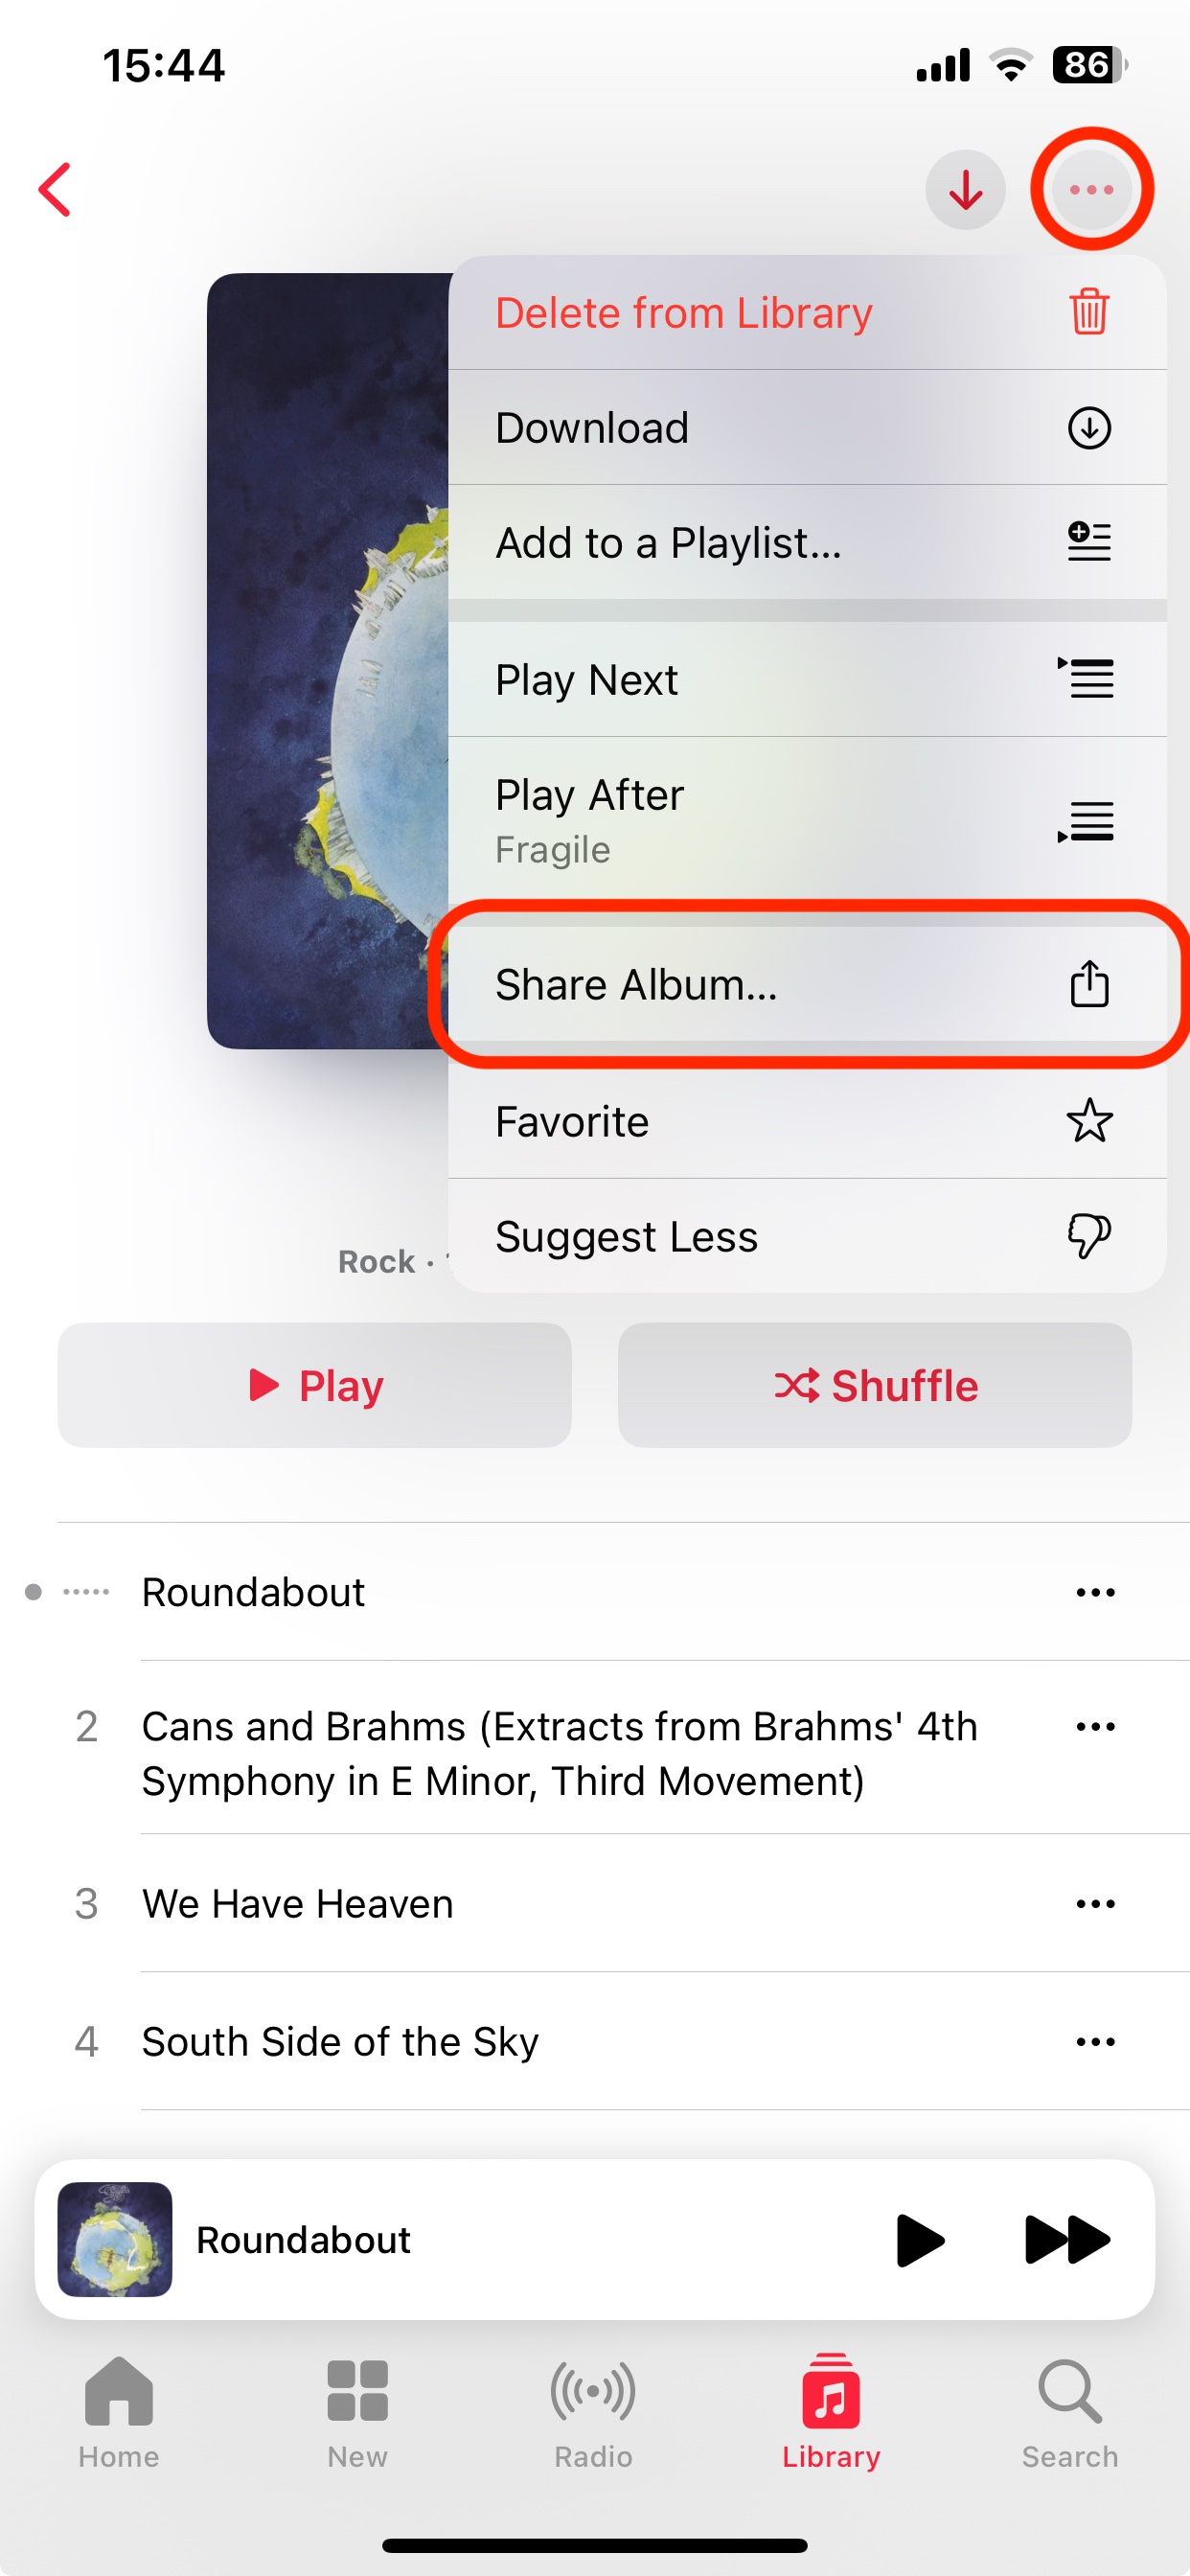 15:44
86
Delete from Library
Download
Add to a Playlist...
Play Next
Play After
Fragile
Share Album...
Favorite
Suggest Less
Rock ·
Play
Shuffle
Roundabout
2
Cans and Brahms (Extracts from Brahms' 4th
Symphony in E Minor, Third Movement)
3
We Have Heaven
4
South Side of the Sky
Roundabout
Home
New
Radio
Library
Search